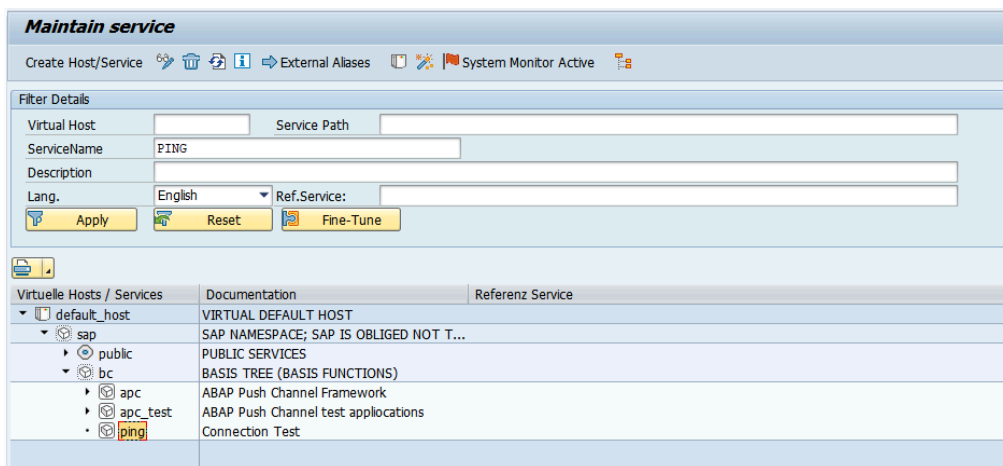 Maintain service
Create Host/Service External Aliases System Monitor Active
Filter Details
Virtual Host Service Path
ServiceName PING
Description
Lang. English Ref.Service:
Apply Reset Fine-Tune
Virtuelle Hosts / Services Documentation Referenz Service
default_host VIRTUAL DEFAULT HOST
sap SAP NAMESPACE; SAP IS OBLIGED NOT T...
public PUBLIC SERVICES
bc BASIS TREE (BASIS FUNCTIONS)
apc ABAP Push Channel Framework
apc_test ABAP Push Channel test appliocations
ping Connection Test